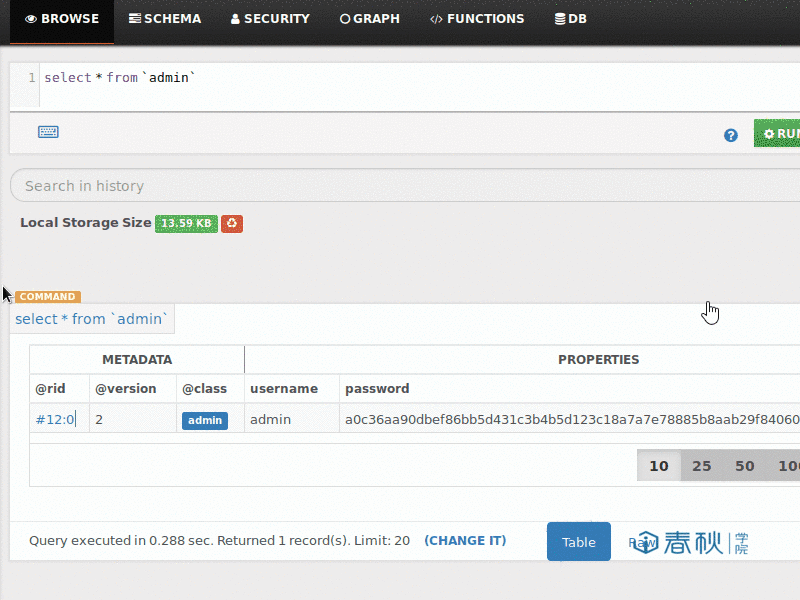 BROWSE SCHEMA SECURITY GRAPH </> FUNCTIONS DB
1 select * from `admin`
? RUN
Search in history
Local Storage Size 13.59 KB
COMMAND
select * from `admin`
METADATA PROPERTIES
@rid @version @class username password
#12:0 2 admin admin a0c36aa90dbef86bb5d431c3b4b5d123c18a7a7e78885b8aab29f84060
10 25 50 100
Query executed in 0.288 sec. Returned 1 record(s). Limit: 20 (CHANGE IT) Table Raw 春秋 学院